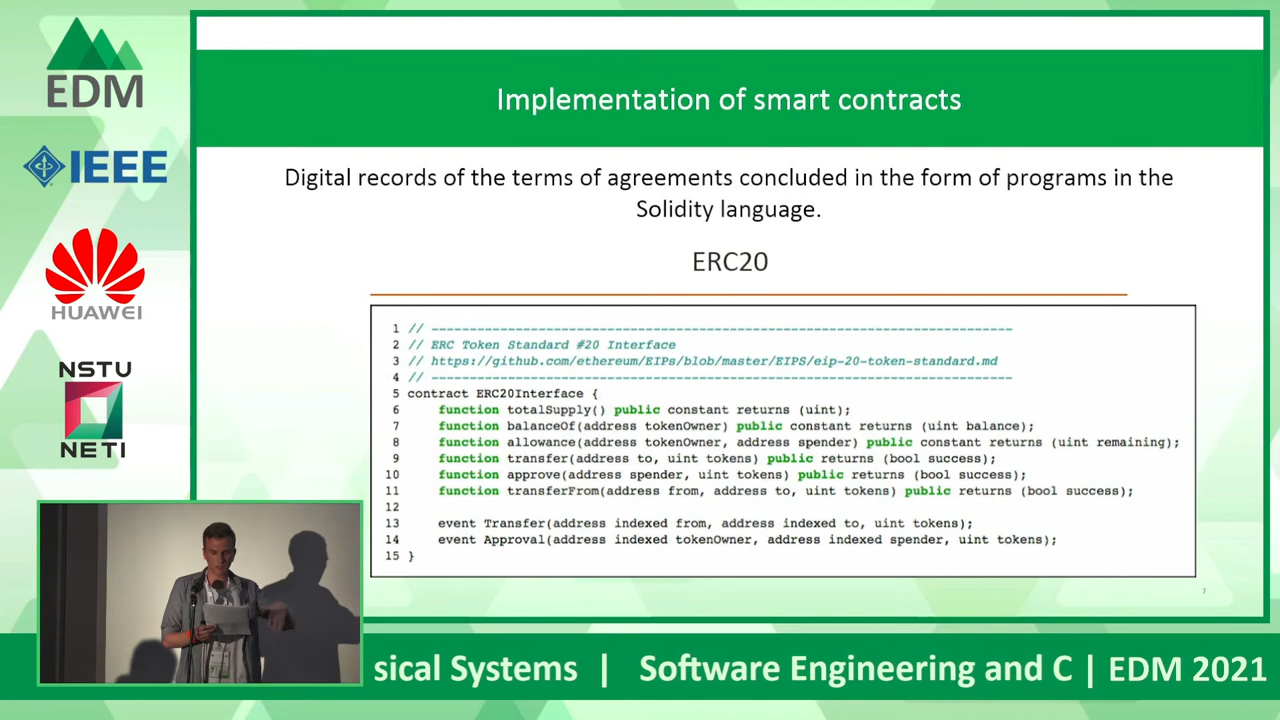 EDM
IEEE
HUAWEI
NSTU
NETI
Implementation of smart contracts
Digital records of the terms of agreements concluded in the form of programs in the
Solidity language.
ERC20
1 // ----------------------------------------------------------------------------
2 // ERC Token Standard #20 Interface
3 // https://github.com/ethereum/EIPs/blob/master/EIPS/eip-20-token-standard.md
4 // ----------------------------------------------------------------------------
5 contract ERC20Interface {
6 function totalSupply() public constant returns (uint);
7 function balanceOf(address tokenOwner) public constant returns (uint balance);
8 function allowance(address tokenOwner, address spender) public constant returns (uint remaining);
9 function transfer(address to, uint tokens) public returns (bool success);
10 function approve(address spender, uint tokens) public returns (bool success);
11 function transferFrom(address from, address to, uint tokens) public returns (bool success);
12
13 event Transfer(address indexed from, address indexed to, uint tokens);
14 event Approval(address indexed tokenOwner, address indexed spender, uint tokens);
15 }
7
sical Systems | Software Engineering and C | EDM 2021